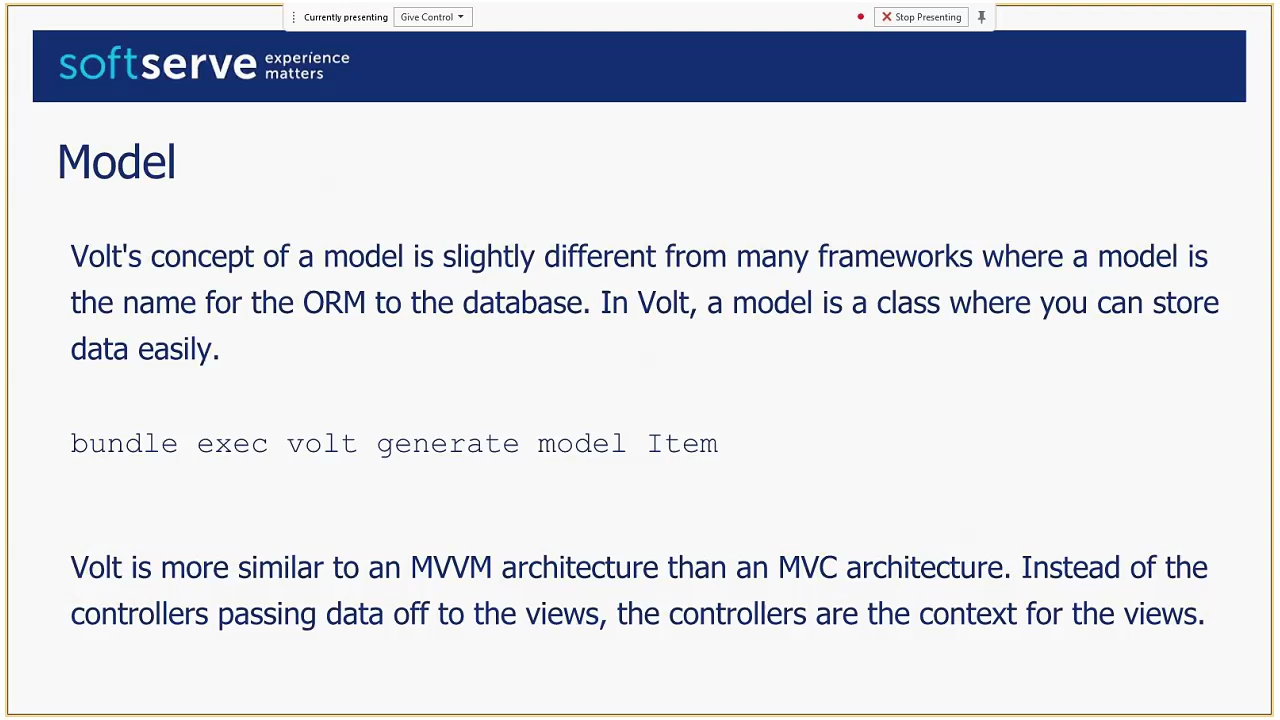 Currently presenting Give Control Stop Presenting
softserve experience matters
Model
Volt's concept of a model is slightly different from many frameworks where a model is
the name for the ORM to the database. In Volt, a model is a class where you can store
data easily.
bundle exec volt generate model Item
Volt is more similar to an MVVM architecture than an MVC architecture. Instead of the
controllers passing data off to the views, the controllers are the context for the views.